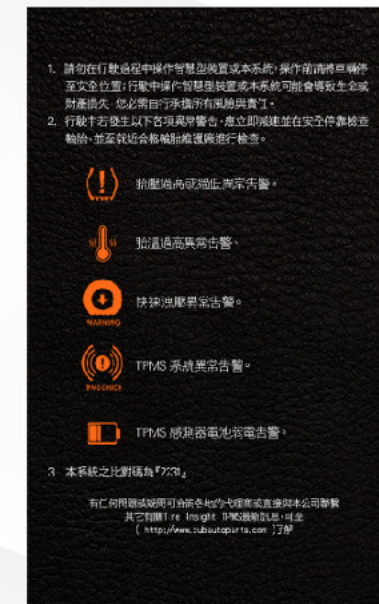 1. 請勿在行駛過程中操作智慧型裝置或本系統,操作前請將車輛停
至安全位置;行駛中操作智慧型裝置或本系統可能會導致生命或
財產損失,您必需自行承擔所有風險與責任。
2. 行駛中若發生以下各項異常警告,應立即減速並在安全停靠檢查
輪胎,並至就近合格輪胎維護廠進行檢查。
胎壓過高或過低異常告警。
胎溫過高異常告警。
快速洩壓異常告警。
WARNING
TPMS 系統異常告警。
TPMS CHECK
TPMS 感測器電池弱電告警。
3. 本系統之比對碼為
有任何問題或疑問可洽詢各地的代理商或直接與本公司聯繫
其它有關Tire Insight TPMS最新訊息,可至
( http://www.cubautoparts.com )了解